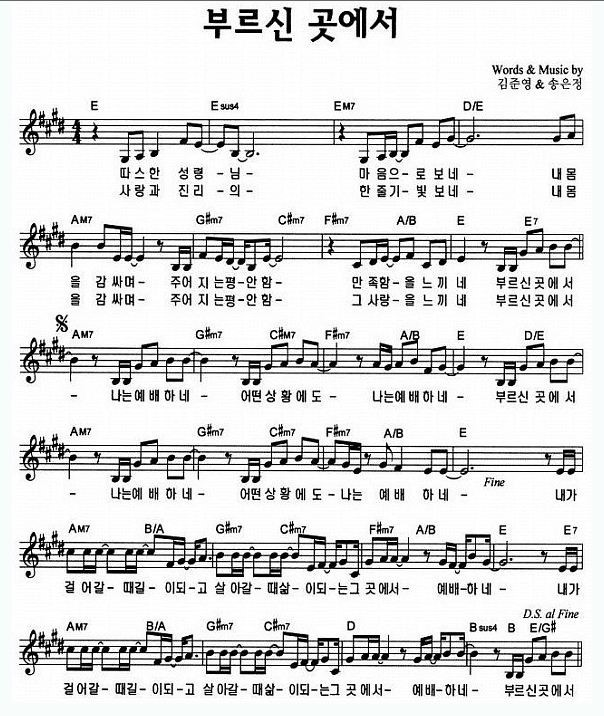 부르신 곳에서
Words & Music by
김준영 & 송은정
E Esus4 EM7 D/E
따스한 성령-님- 마음으-로 보네- 내몸
사랑과 진리-의- 한줄기-빛 보네- 내몸
AM7 G#m7 C#m7 F#m7 A/B E E7
을 감싸며- 주어지는평-안함- 만족함-을 느끼네 부르신곳에서
을 감싸며- 주어지는평-안함- 그사랑-을 느끼네 부르신곳에서
AM7 G#m7 C#M7 F#m7 A/B E D/E
- 나는예배하네- 어떤상황에도- 나는예배하네- 부르신곳에서
AM7 G#m7 C#m7 F#m7 A/B E
Fine
- 나는예배하네- 어떤상황에도-나는 예배 하네- 내가
AM7 B/A G#m7 C#m7 F#m7 A/B E E7
걸어갈-때길-이되-고 살아갈-때삶-이되-는그 곳에서- 예배-하네- 내가
D.S. al Fine
AM7 B/A G#m7 C#m7 D Bsus4 B E/G#
걸어갈-때길-이되-고 살아갈-때삶-이되-는그 곳에서- 예배-하네- 부르신곳에서